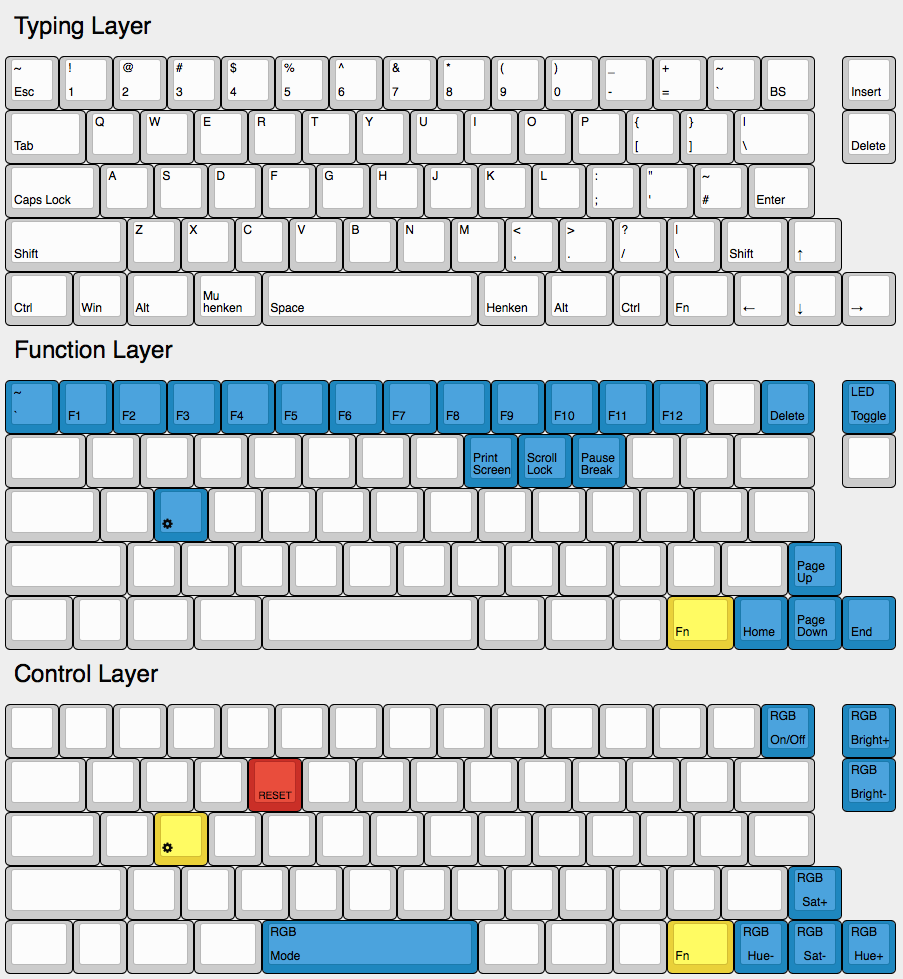 Typing Layer
~ ! @ # $ % ^ & * ( ) _ + ~
Esc 1 2 3 4 5 6 7 8 9 0 - = ` BS Insert
Q W E R T Y U I O P { } |
Tab [ ] \ Delete
A S D F G H J K L : " ~
Caps Lock ; ' # Enter
Z X C V B N M < > ? |
Shift , . / \ Shift ↑
Mu
Ctrl Win Alt henken Space Henken Alt Ctrl Fn ← ↓ →
Function Layer
~ LED
` F1 F2 F3 F4 F5 F6 F7 F8 F9 F10 F11 F12 Delete Toggle
Print Scroll Pause
Screen Lock Break
Page
Up
Page
Fn Home Down End
Control Layer
RGB RGB
On/Off Bright+
RGB
RESET Bright-
RGB
Sat+
RGB RGB RGB RGB
Mode Fn Hue- Sat- Hue+